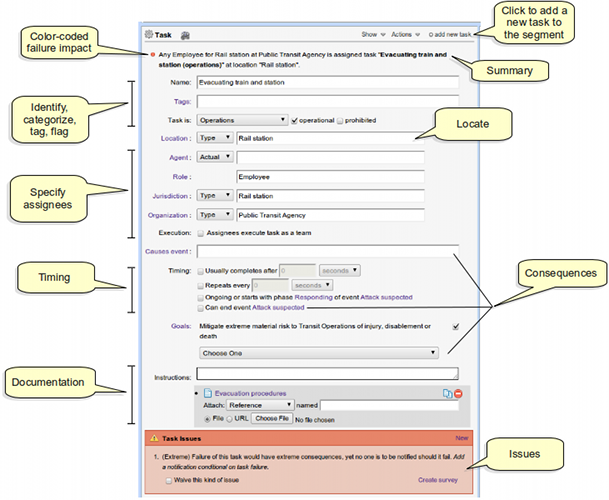 Click to add a
new task to
the segment
Color-coded
failure impact
Task
Show
Actions
add new task
Any Employee for Rail station at Public Transit Agency is assigned task "Evacuating train and
station (operations)" at location "Rail station".
Summary
Name:
Evacuating train and station
Tags:
Identify,
categorize,
tag, flag
Task is:
Operations
operational
prohibited
Locate
Location :
Type
Rail station
Agent :
Actual
Role :
Employee
Specify
assignees
Jurisdiction :
Type
Rail station
Organization :
Type
Public Transit Agency
Execution:
Assignees execute task as a team
Causes event :
Timing
Timing:
Usually completes after
0
seconds
Repeats every
0
seconds
Consequences
Ongoing or starts with phase Responding of event Attack suspected
Can end event Attack suspected
Goals:
Mitigate extreme material risk to Transit Operations of injury, disablement or
death
Choose One
Documentation
Instructions:
Evacuation procedures
Attach:
Reference
named
File
URL
Choose File
No file chosen
Task issues
New
1. (Extreme) Failure of this task would have extreme consequences, yet no one is to be notified should it fail. Add
a notification conditional on task failure.
Issues
Waive this kind of issue
Create survey